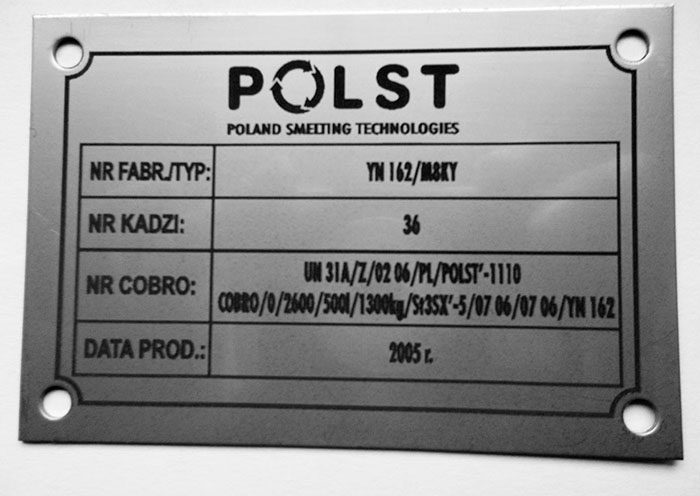 POLST
POLAND SMELTING TECHNOLOGIES
NR FABR./TYP: YN 162/M8KY
NR KADZI: 36
NR COBRO: UN 31A/Z/02 06/PL/POLST'-1110
COBRO/0/2600/500l/1300kg/St3SX'-5/07 06/07 06/YN 162
DATA PROD.: 2005 r.